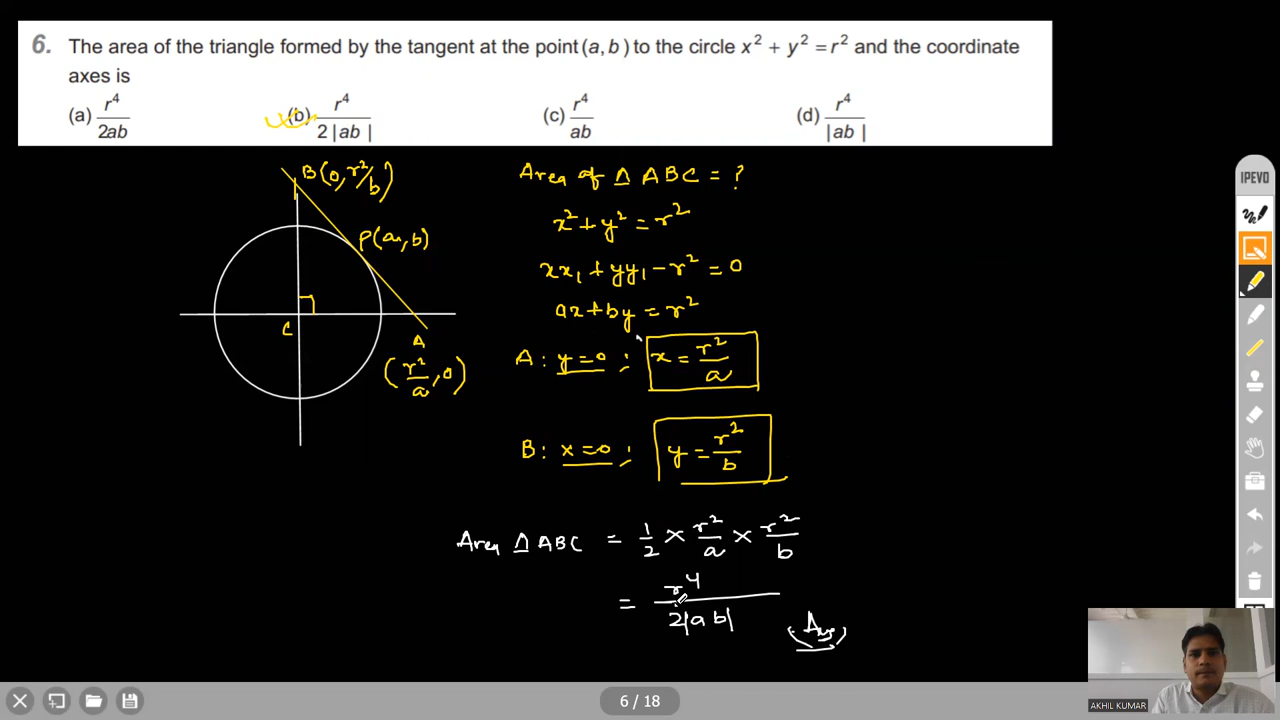 6. The area of the triangle formed by the tangent at the point (a, b) to the circle x² + y² = r² and the coordinate
axes is
(a) r⁴/2ab (b) r⁴/2|ab| (c) r⁴/ab (d) r⁴/|ab|
B(0, r²/b)
P(a, b)
C
A
(r²/a, 0)
Area of △ ABC = ?
x² + y² = r²
xx₁ + yy₁ - r² = 0
ax + by = r²
A: y = 0 ; x = r²/a
B: x = 0 ; y = r²/b
Area △ ABC = 1/2 × r²/a × r²/b
= r⁴/2|ab| Ans
IPEVO
6 / 18
AKHIL KUMAR